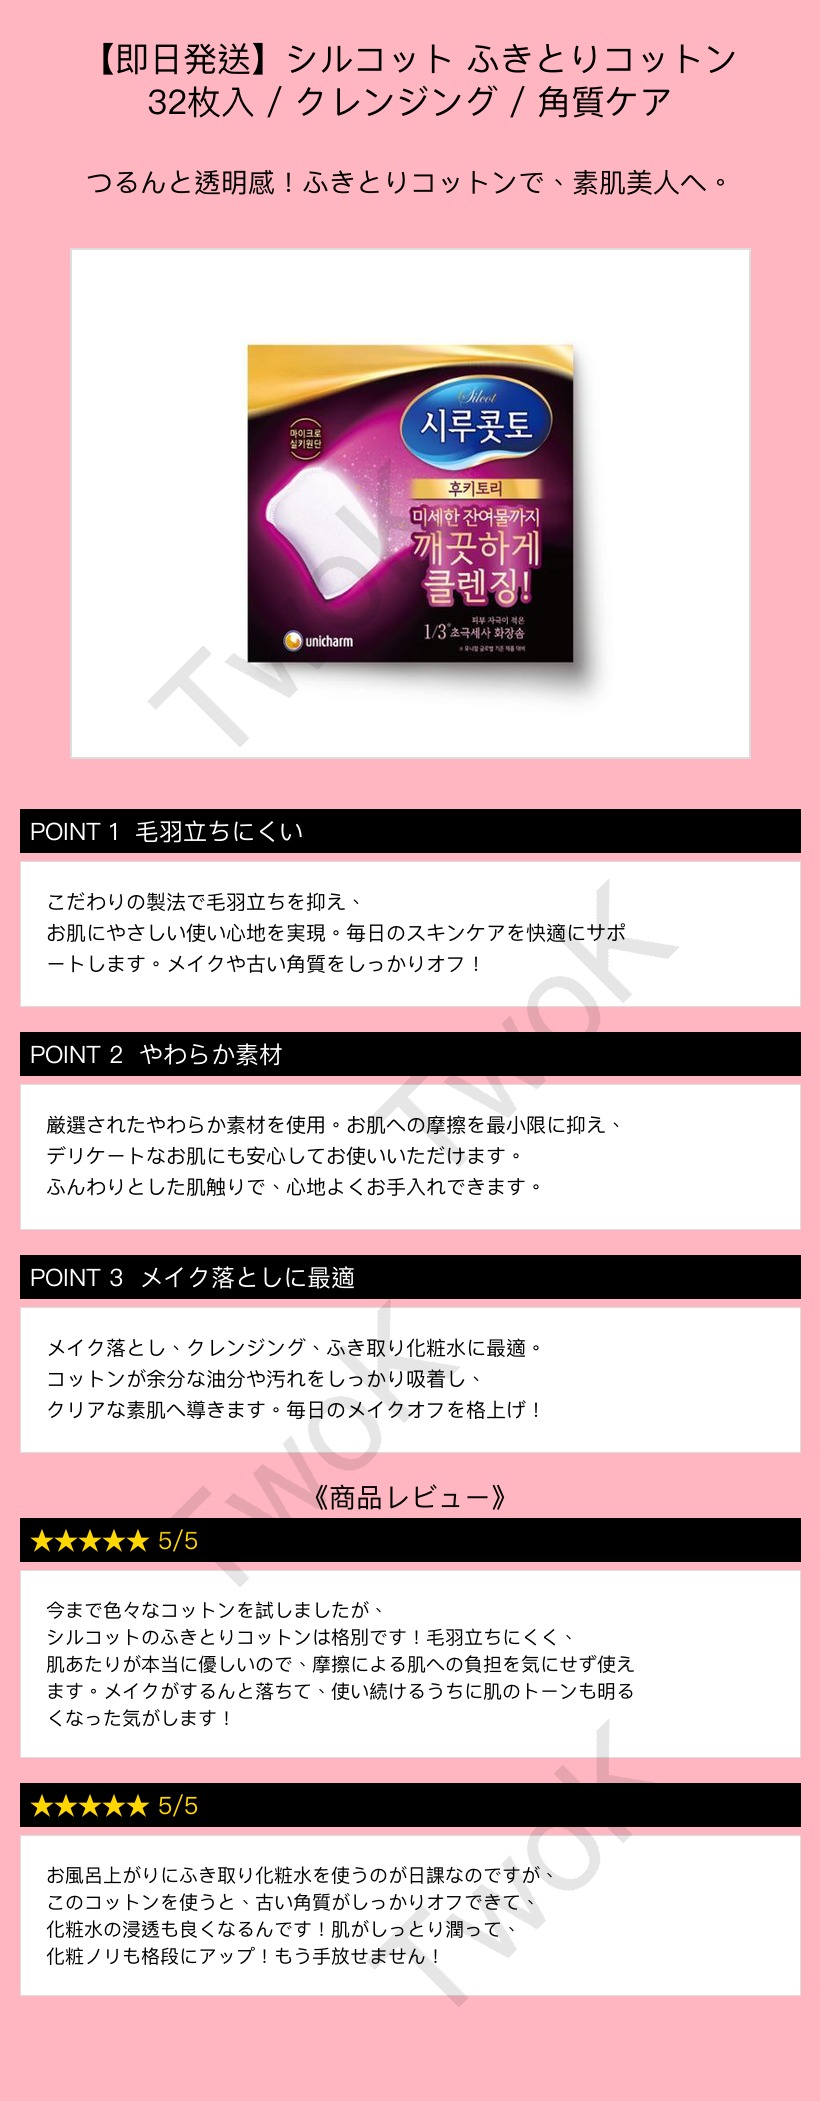 【即日発送】シルコット ふきとりコットン
32枚入 / クレンジング / 角質ケア
つるんと透明感！ふきとりコットンで、素肌美人へ。
Silcot
시루콧토
마이크로
실키원단
후키토리
미세한 잔여물까지
깨끗하게
클렌징!
피부 자극이 적은
1/3*초극세사 화장솜
※유니참 글로벌 기존 제품 대비
unicharm
TwoK
POINT 1 毛羽立ちにくい
こだわりの製法で毛羽立ちを抑え、
お肌にやさしい使い心地を実現。毎日のスキンケアを快適にサポ
ートします。メイクや古い角質をしっかりオフ！
TwoK
POINT 2 やわらか素材
厳選されたやわらか素材を使用。お肌への摩擦を最小限に抑え、
デリケートなお肌にも安心してお使いいただけます。
ふんわりとした肌触りで、心地よくお手入れできます。
POINT 3 メイク落としに最適
メイク落とし、クレンジング、ふき取り化粧水に最適。
コットンが余分な油分や汚れをしっかり吸着し、
クリアな素肌へ導きます。毎日のメイクオフを格上げ！
TwoK
《商品レビュー》
★★★★★ 5/5
今まで色々なコットンを試しましたが、
シルコットのふきとりコットンは格別です！毛羽立ちにくく、
肌あたりが本当に優しいので、摩擦による肌への負担を気にせず使え
ます。メイクがするんと落ちて、使い続けるうちに肌のトーンも明る
くなった気がします！
★★★★★ 5/5
お風呂上がりにふき取り化粧水を使うのが日課なのですが、
このコットンを使うと、古い角質がしっかりオフできて、
化粧水の浸透も良くなるんです！肌がしっとり潤って、
化粧ノリも格段にアップ！もう手放せません！
TwoK